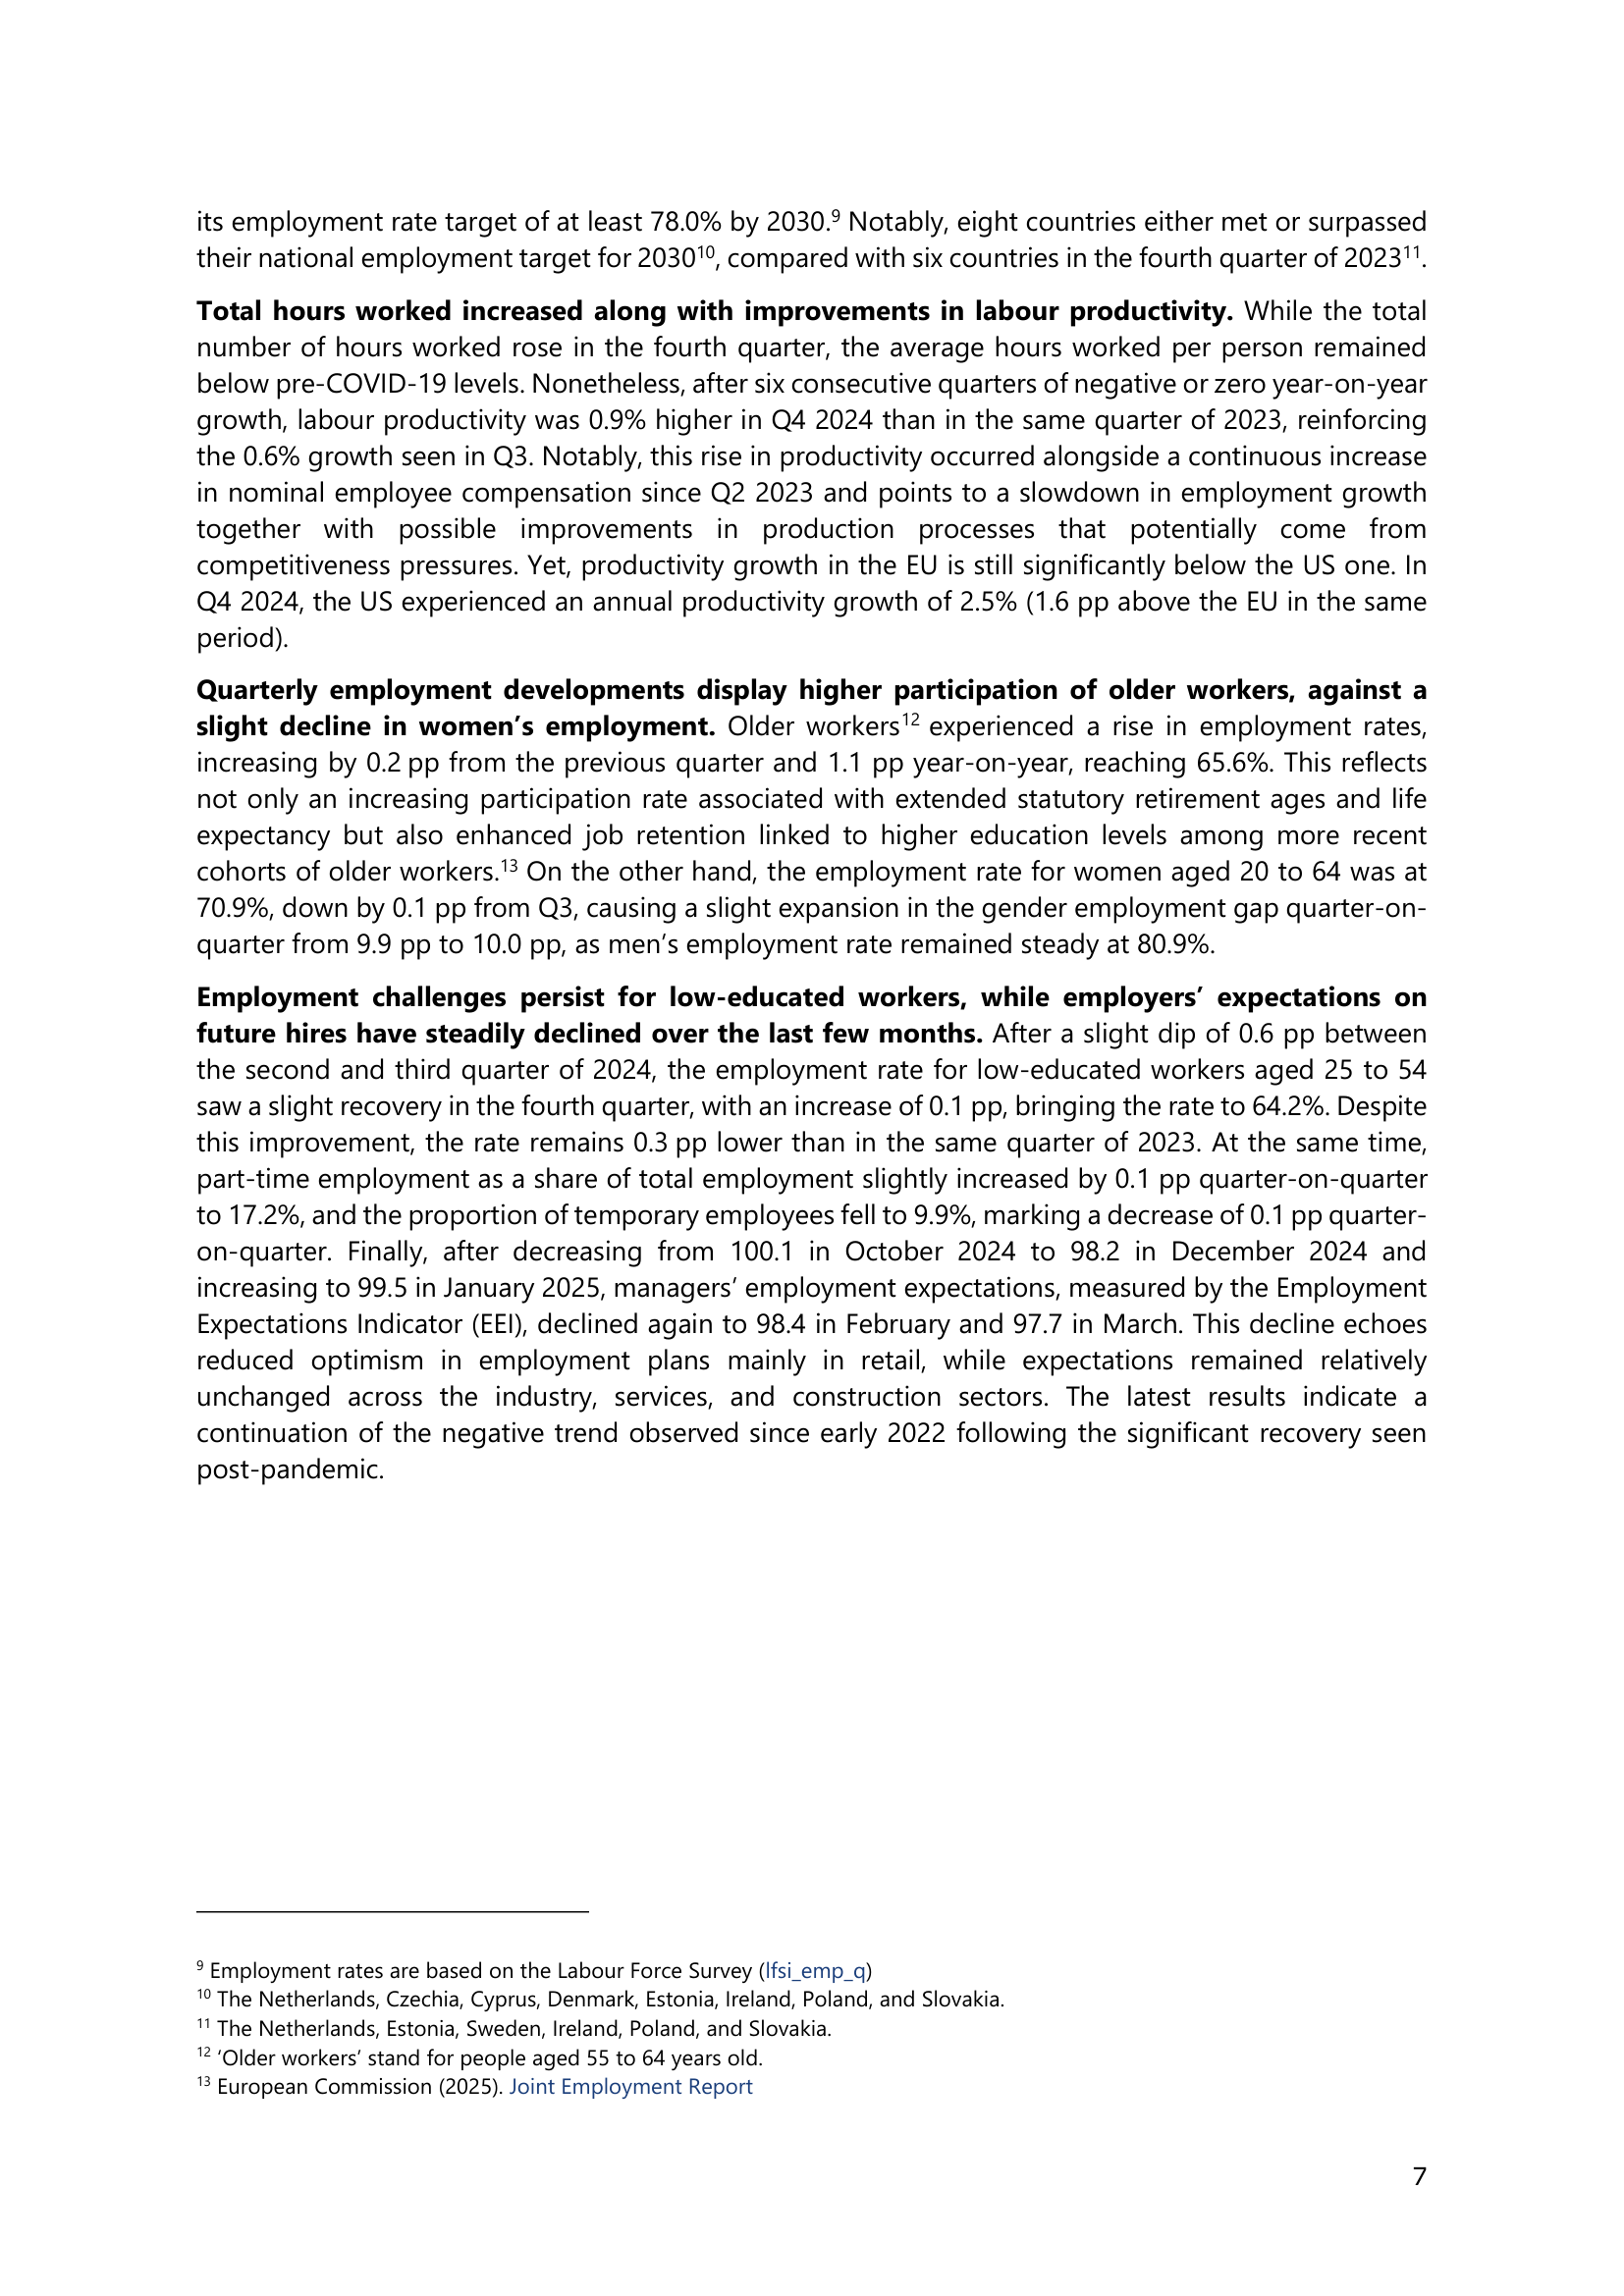 its employment rate target of at least 78.0% by 2030.9 Notably, eight countries either met or surpassed
their national employment target for 203010, compared with six countries in the fourth quarter of 202311.
Total hours worked increased along with improvements in labour productivity. While the total
number of hours worked rose in the fourth quarter, the average hours worked per person remained
below pre-COVID-19 levels. Nonetheless, after six consecutive quarters of negative or zero year-on-year
growth, labour productivity was 0.9% higher in Q4 2024 than in the same quarter of 2023, reinforcing
the 0.6% growth seen in Q3. Notably, this rise in productivity occurred alongside a continuous increase
in nominal employee compensation since Q2 2023 and points to a slowdown in employment growth
together with possible improvements in production processes that potentially come from
competitiveness pressures. Yet, productivity growth in the EU is still significantly below the US one. In
Q4 2024, the US experienced an annual productivity growth of 2.5% (1.6 pp above the EU in the same
period).
Quarterly employment developments display higher participation of older workers, against a
slight decline in women’s employment. Older workers12 experienced a rise in employment rates,
increasing by 0.2 pp from the previous quarter and 1.1 pp year-on-year, reaching 65.6%. This reflects
not only an increasing participation rate associated with extended statutory retirement ages and life
expectancy but also enhanced job retention linked to higher education levels among more recent
cohorts of older workers.13 On the other hand, the employment rate for women aged 20 to 64 was at
70.9%, down by 0.1 pp from Q3, causing a slight expansion in the gender employment gap quarter-on-
quarter from 9.9 pp to 10.0 pp, as men’s employment rate remained steady at 80.9%.
Employment challenges persist for low-educated workers, while employers’ expectations on
future hires have steadily declined over the last few months. After a slight dip of 0.6 pp between
the second and third quarter of 2024, the employment rate for low-educated workers aged 25 to 54
saw a slight recovery in the fourth quarter, with an increase of 0.1 pp, bringing the rate to 64.2%. Despite
this improvement, the rate remains 0.3 pp lower than in the same quarter of 2023. At the same time,
part-time employment as a share of total employment slightly increased by 0.1 pp quarter-on-quarter
to 17.2%, and the proportion of temporary employees fell to 9.9%, marking a decrease of 0.1 pp quarter-
on-quarter. Finally, after decreasing from 100.1 in October 2024 to 98.2 in December 2024 and
increasing to 99.5 in January 2025, managers’ employment expectations, measured by the Employment
Expectations Indicator (EEI), declined again to 98.4 in February and 97.7 in March. This decline echoes
reduced optimism in employment plans mainly in retail, while expectations remained relatively
unchanged across the industry, services, and construction sectors. The latest results indicate a
continuation of the negative trend observed since early 2022 following the significant recovery seen
post-pandemic.
9 Employment rates are based on the Labour Force Survey (lfsi_emp_q)
10 The Netherlands, Czechia, Cyprus, Denmark, Estonia, Ireland, Poland, and Slovakia.
11 The Netherlands, Estonia, Sweden, Ireland, Poland, and Slovakia.
12 ‘Older workers’ stand for people aged 55 to 64 years old.
13 European Commission (2025). Joint Employment Report
7